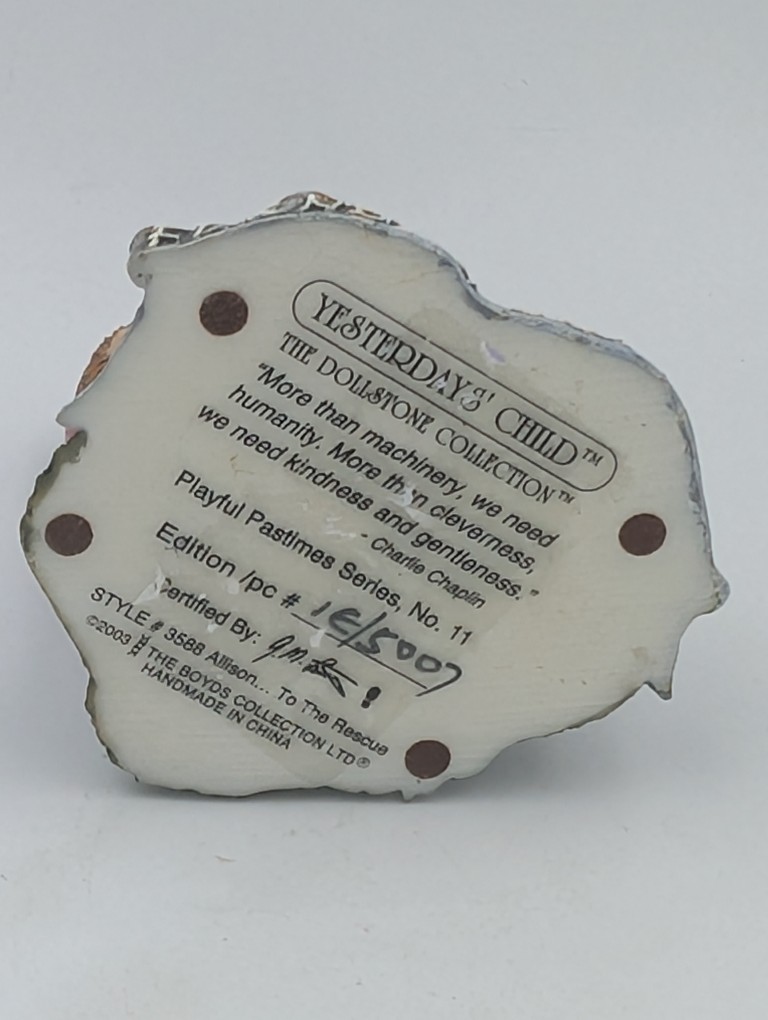 YESTERDAYS' CHILD™
THE DOLLSTONE COLLECTION™
"More than machinery, we need
humanity. More than cleverness,
we need kindness and gentleness."
- Charlie Chaplin
Playful Pastimes Series, No. 11
Edition /pc # 1E/5007
Certified By:
STYLE # 3588 Allison... To The Rescue
©2003 THE BOYDS COLLECTION LTD®
HANDMADE IN CHINA